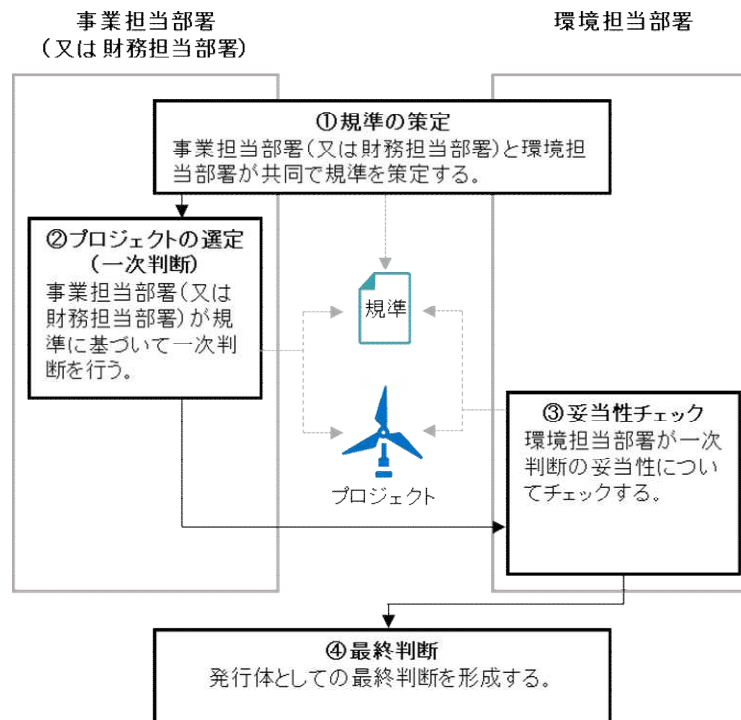 事業担当部署
(又は財務担当部署)
環境担当部署
①規準の策定
事業担当部署(又は財務担当部署)と環境担
当部署が共同で規準を策定する。
②プロジェクトの選定
(一次判断)
事業担当部署(又は
財務担当部署)が規
準に基づいて一次判
断を行う。
規準
プロジェクト
③妥当性チェック
環境担当部署が一次
判断の妥当性につい
てチェックする。
④最終判断
発行体としての最終判断を形成する。